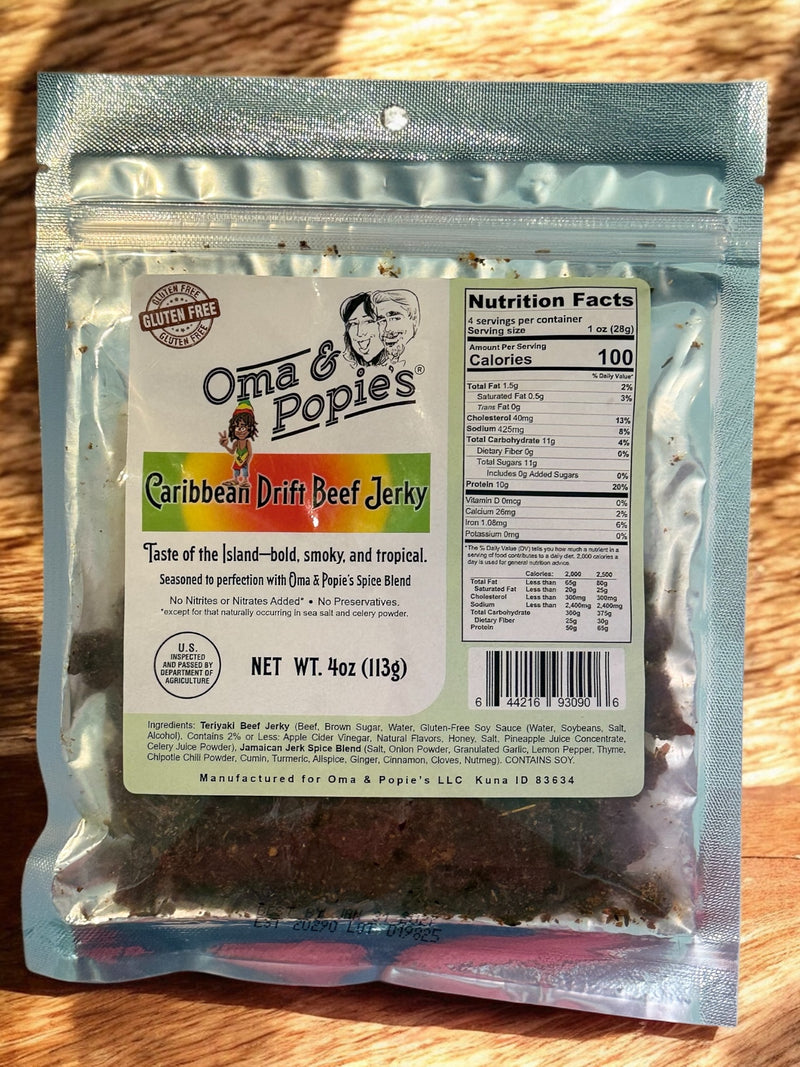 GLUTEN FREE
GLUTEN FREE
GLUTEN FREE
Oma &
Popie's®
Caribbean Drift Beef Jerky
Taste of the Island—bold, smoky, and tropical.
Seasoned to perfection with Oma & Popie's Spice Blend
No Nitrites or Nitrates Added* • No Preservatives.
*except for that naturally occurring in sea salt and celery powder.
U.S.
INSPECTED
AND PASSED BY
DEPARTMENT OF
AGRICULTURE
NET WT. 4oz (113g)
Nutrition Facts
4 servings per container
Serving size 1 oz (28g)
Amount Per Serving
Calories 100
% Daily Value*
Total Fat 1.5g 2%
Saturated Fat 0.5g 3%
Trans Fat 0g
Cholesterol 40mg 13%
Sodium 425mg 8%
Total Carbohydrate 11g 4%
Dietary Fiber 0g 0%
Total Sugars 11g
Includes 0g Added Sugars 0%
Protein 10g 20%
Vitamin D 0mcg 0%
Calcium 26mg 2%
Iron 1.08mg 6%
Potassium 0mg 0%
*The % Daily Value (DV) tells you how much a nutrient in a
serving of food contributes to a daily diet. 2,000 calories a
day is used for general nutrition advice.
Calories: 2,000 2,500
Total Fat Less than 65g 80g
Saturated Fat Less than 20g 25g
Cholesterol Less than 300mg 300mg
Sodium Less than 2,400mg 2,400mg
Total Carbohydrate 300g 375g
Dietary Fiber 25g 30g
Protein 50g 65g
6 44216 93090 6
Ingredients: Teriyaki Beef Jerky (Beef, Brown Sugar, Water, Gluten-Free Soy Sauce (Water, Soybeans, Salt,
Alcohol). Contains 2% or Less: Apple Cider Vinegar, Natural Flavors, Honey, Salt, Pineapple Juice Concentrate,
Celery Juice Powder), Jamaican Jerk Spice Blend (Salt, Onion Powder, Granulated Garlic, Lemon Pepper, Thyme,
Chipotle Chili Powder, Cumin, Turmeric, Allspice, Ginger, Cinnamon, Cloves, Nutmeg). CONTAINS SOY.
Manufactured for Oma & Popie's LLC Kuna ID 83634
EST 20290 LOT 049825